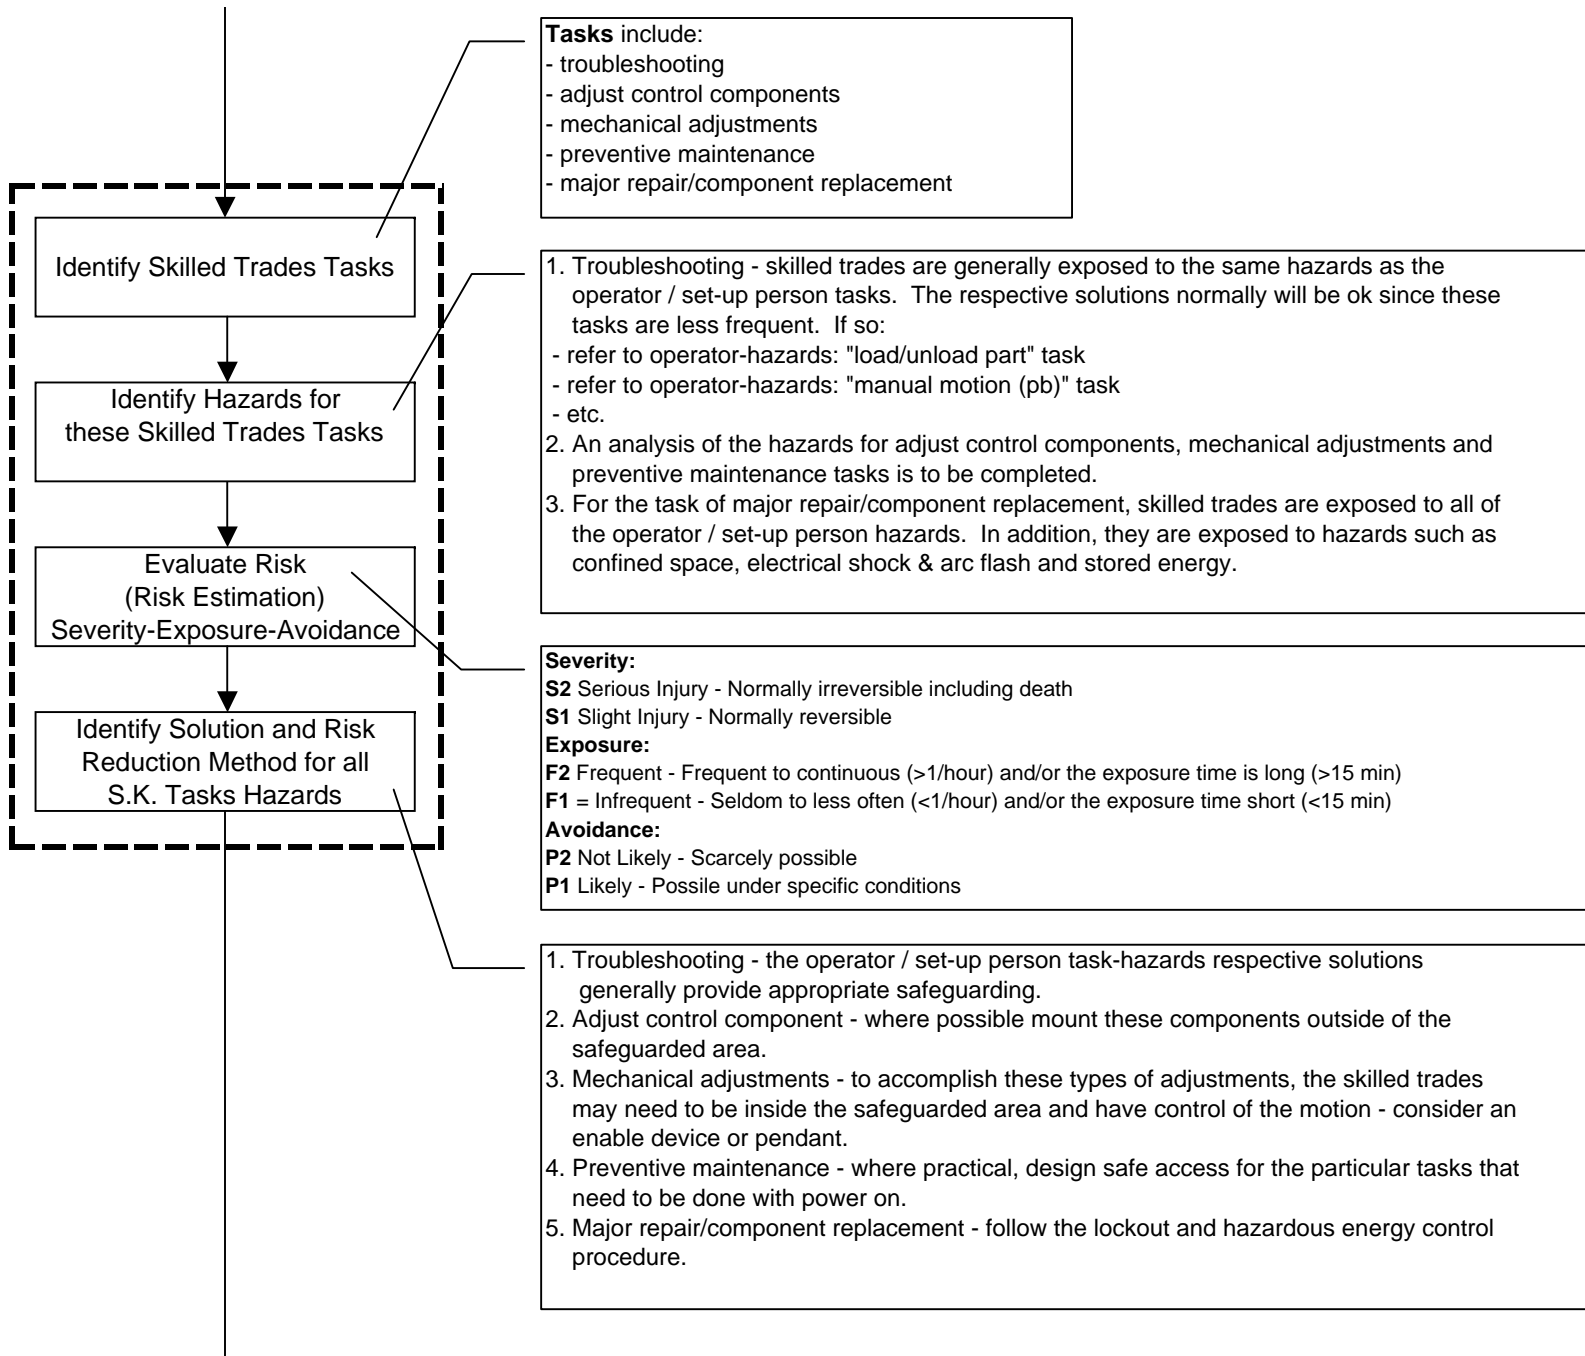 Tasks include:
- troubleshooting
- adjust control components
- mechanical adjustments
- preventive maintenance
- major repair/component replacement
Identify Skilled Trades Tasks
1. Troubleshooting - skilled trades are generally exposed to the same hazards as the
operator / set-up person tasks.  The respective solutions normally will be ok since these
tasks are less frequent.  If so:
- refer to operator-hazards: "load/unload part" task
- refer to operator-hazards: "manual motion (pb)" task
- etc.
2. An analysis of the hazards for adjust control components, mechanical adjustments and
preventive maintenance tasks is to be completed.
3. For the task of major repair/component replacement, skilled trades are exposed to all of
the operator / set-up person hazards.  In addition, they are exposed to hazards such as
confined space, electrical shock & arc flash and stored energy.
Identify Hazards for
these Skilled Trades Tasks
Evaluate Risk
(Risk Estimation)
Severity-Exposure-Avoidance
Severity:
S2 Serious Injury - Normally irreversible including death
S1 Slight Injury - Normally reversible
Exposure:
F2 Frequent - Frequent to continuous (>1/hour) and/or the exposure time is long (>15 min)
F1 = Infrequent - Seldom to less often (<1/hour) and/or the exposure time short (<15 min)
Avoidance:
P2 Not Likely - Scarcely possible
P1 Likely - Possile under specific conditions
Identify Solution and Risk
Reduction Method for all
S.K. Tasks Hazards
1. Troubleshooting - the operator / set-up person task-hazards respective solutions
generally provide appropriate safeguarding.
2. Adjust control component - where possible mount these components outside of the
safeguarded area.
3. Mechanical adjustments - to accomplish these types of adjustments, the skilled trades
may need to be inside the safeguarded area and have control of the motion - consider an
enable device or pendant.
4. Preventive maintenance - where practical, design safe access for the particular tasks that
need to be done with power on.
5. Major repair/component replacement - follow the lockout and hazardous energy control
procedure.